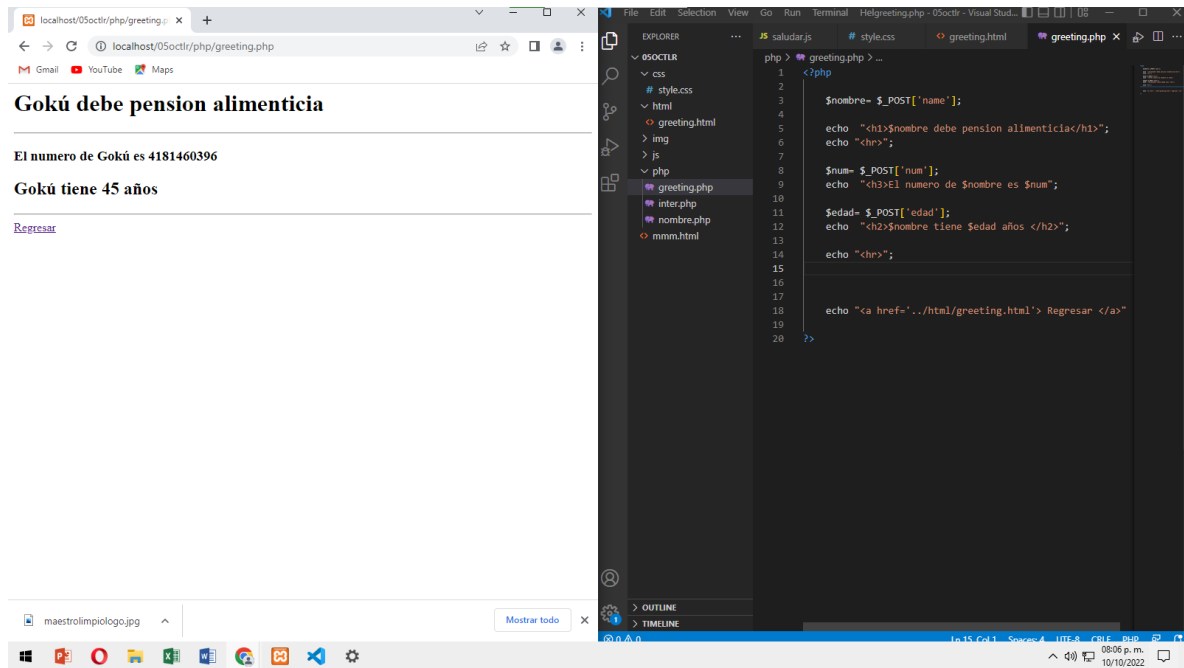 localhost/05octlr/php/greeting.p
localhost/05octlr/php/greeting.php
Gmail YouTube Maps
Gokú debe pension alimenticia
El numero de Gokú es 4181460396
Gokú tiene 45 años
Regresar
maestrolimpiologo.jpg
Mostrar todo
File Edit Selection View Go Run Terminal Helgreeting.php - 05octlr - Visual Stud...
EXPLORER ...
05OCTLR
css
# style.css
html
<> greeting.html
> img
> js
php
greeting.php
inter.php
nombre.php
<> mmm.html
> OUTLINE
> TIMELINE
JS saludar.js # style.css <> greeting.html greeting.php
php > greeting.php > ...
1 <?php
2
3 $nombre= $_POST['name'];
4
5 echo "<h1>$nombre debe pension alimenticia</h1>";
6 echo "<hr>";
7
8 $num= $_POST['num'];
9 echo "<h3>El numero de $nombre es $num";
10
11 $edad= $_POST['edad'];
12 echo "<h2>$nombre tiene $edad años </h2>";
13
14 echo "<hr>";
15
16
17
18 echo "<a href='../html/greeting.html'> Regresar </a>"
19
20 ?>
1
0 0 Ln 15, Col 1 Spaces: 4 UTF-8 CRLF PHP
08:06 p. m.
10/10/2022